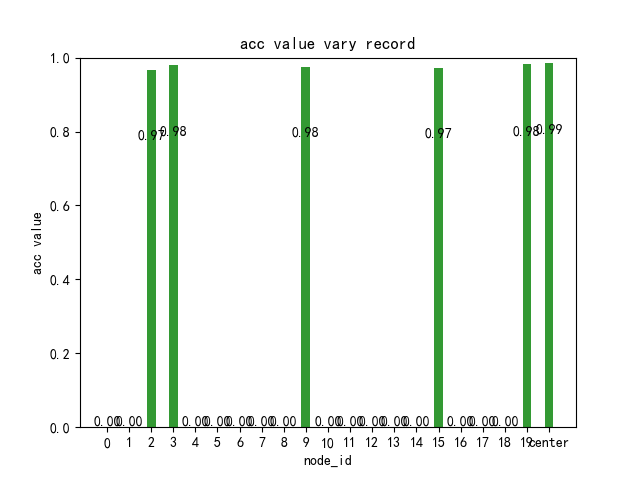 acc value vary record
acc value
1.0
0.8
0.6
0.4
0.2
0.0
0.97 0.98 0.98 0.97 0.98 0.99
0.00 0.00 0.00 0.00 0.00 0.00 0.00 0.00 0.00 0.00 0.00 0.00 0.00 0.00 0.00
0 1 2 3 4 5 6 7 8 9 10 11 12 13 14 15 16 17 18 19 center
node_id